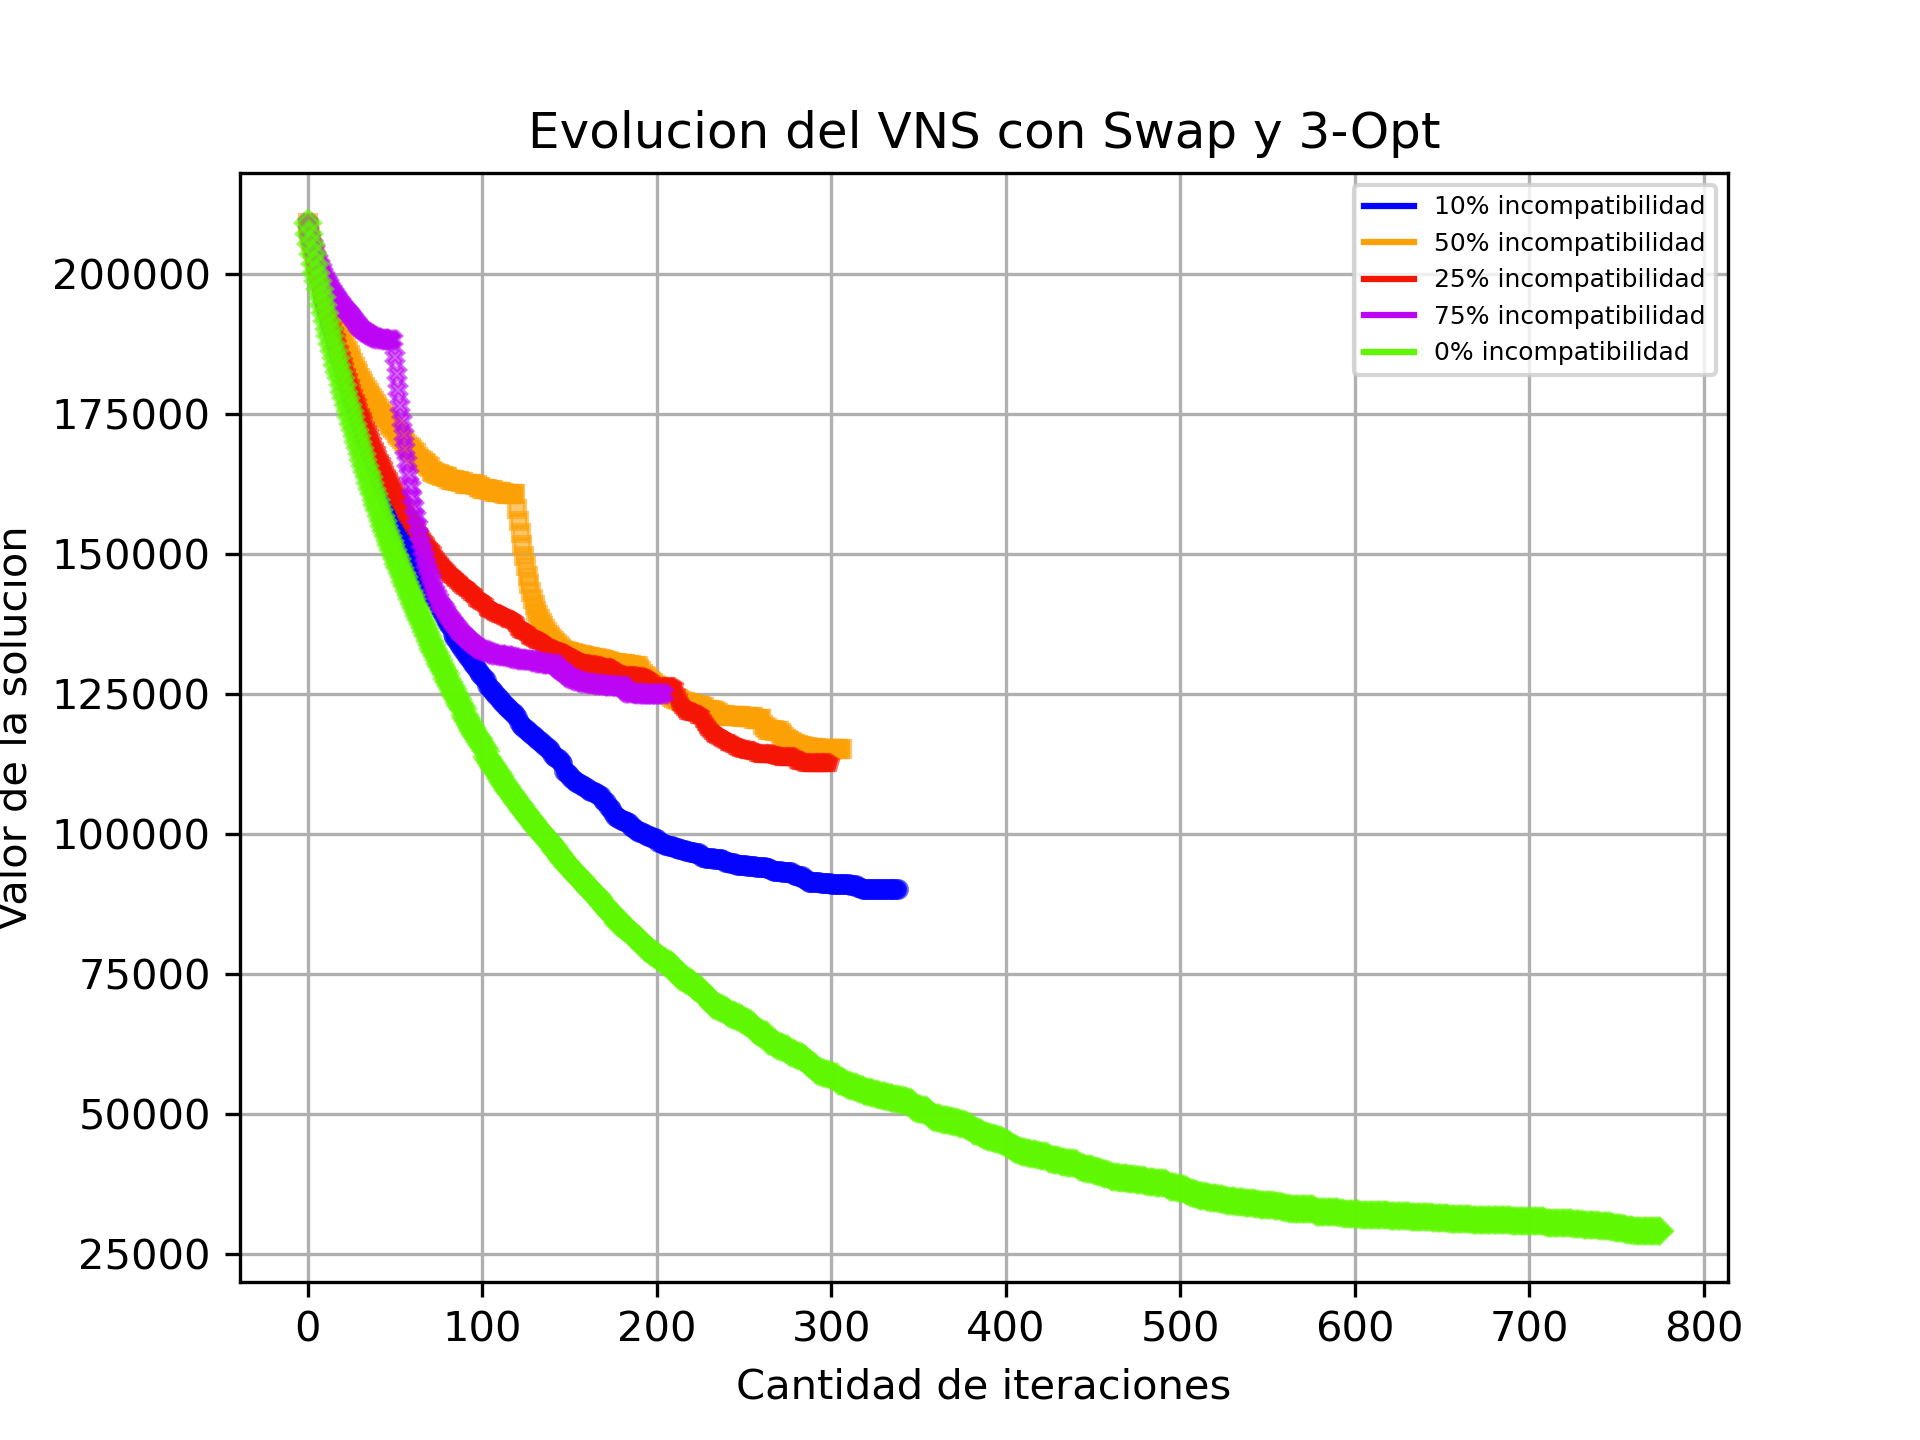 Evolucion del VNS con Swap y 3-Opt
10% incompatibilidad
50% incompatibilidad
25% incompatibilidad
75% incompatibilidad
0% incompatibilidad
Valor de la solucion
200000
175000
150000
125000
100000
75000
50000
25000
0 100 200 300 400 500 600 700 800
Cantidad de iteraciones